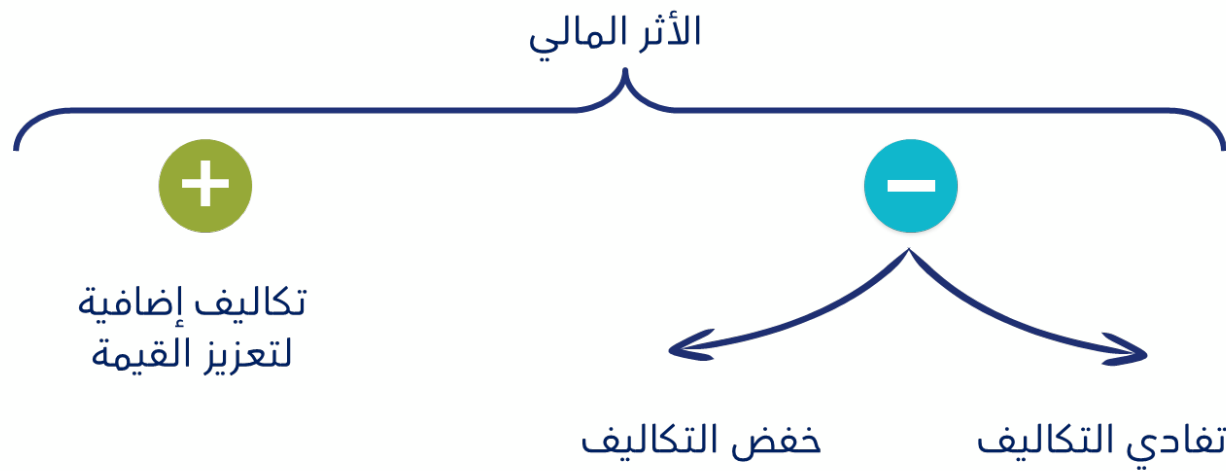 الأثر المالي
تفادي التكاليف
خفض التكاليف
تكاليف إضافية
لتعزيز القيمة